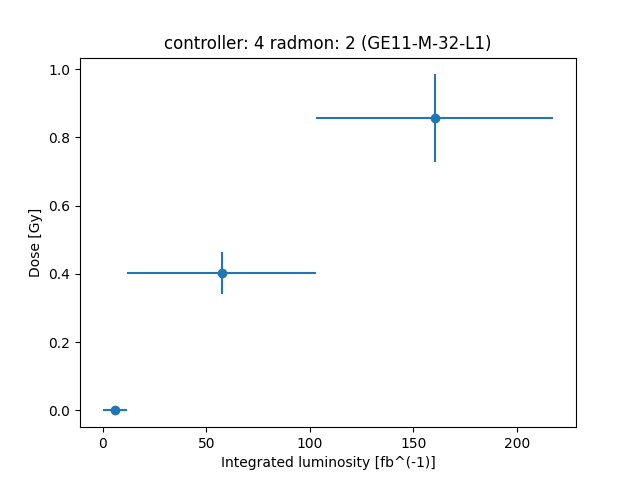 controller: 4 radmon: 2 (GE11-M-32-L1)
1.0
0.8
0.6
0.4
0.2
0.0
Dose [Gy]
0 50 100 150 200
Integrated luminosity [fb^(-1)]